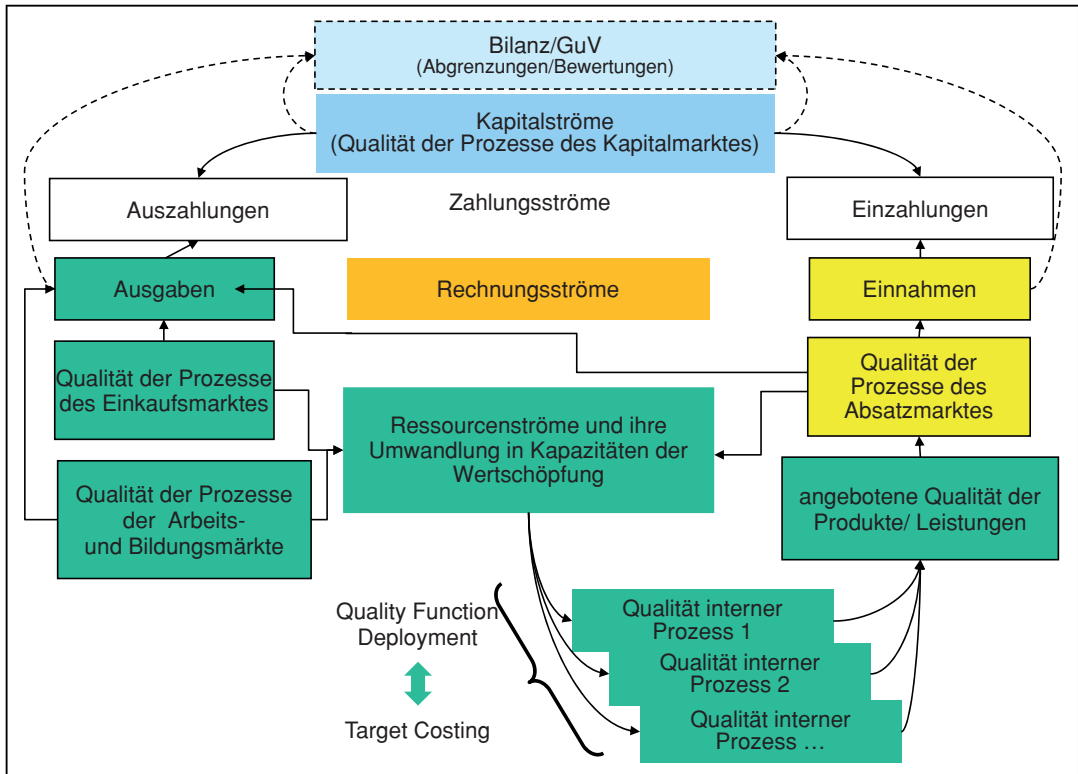 Bilanz/GuV
(Abgrenzungen/Bewertungen)
Kapitalströme
(Qualität der Prozesse des Kapitalmarktes)
Auszahlungen
Zahlungsströme
Einzahlungen
Ausgaben
Rechnungsströme
Einnahmen
Qualität der Prozesse
des Einkaufsmarktes
Qualität der
Prozesse des
Absatzmarktes
Ressourcenströme und ihre
Umwandlung in Kapazitäten der
Wertschöpfung
Qualität der Prozesse
der Arbeits-
und Bildungsmärkte
angebotene Qualität der
Produkte/ Leistungen
Quality Function
Deployment
Target Costing
Qualität interner
Prozess 1
Qualität interner
Prozess 2
Qualität interner
Prozess …